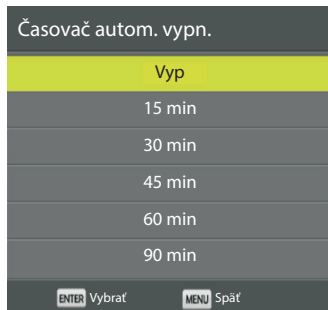 Časovač autom. vypn.
Vyp
15 min
30 min
45 min
60 min
90 min
ENTER Vybrať MENU Späť